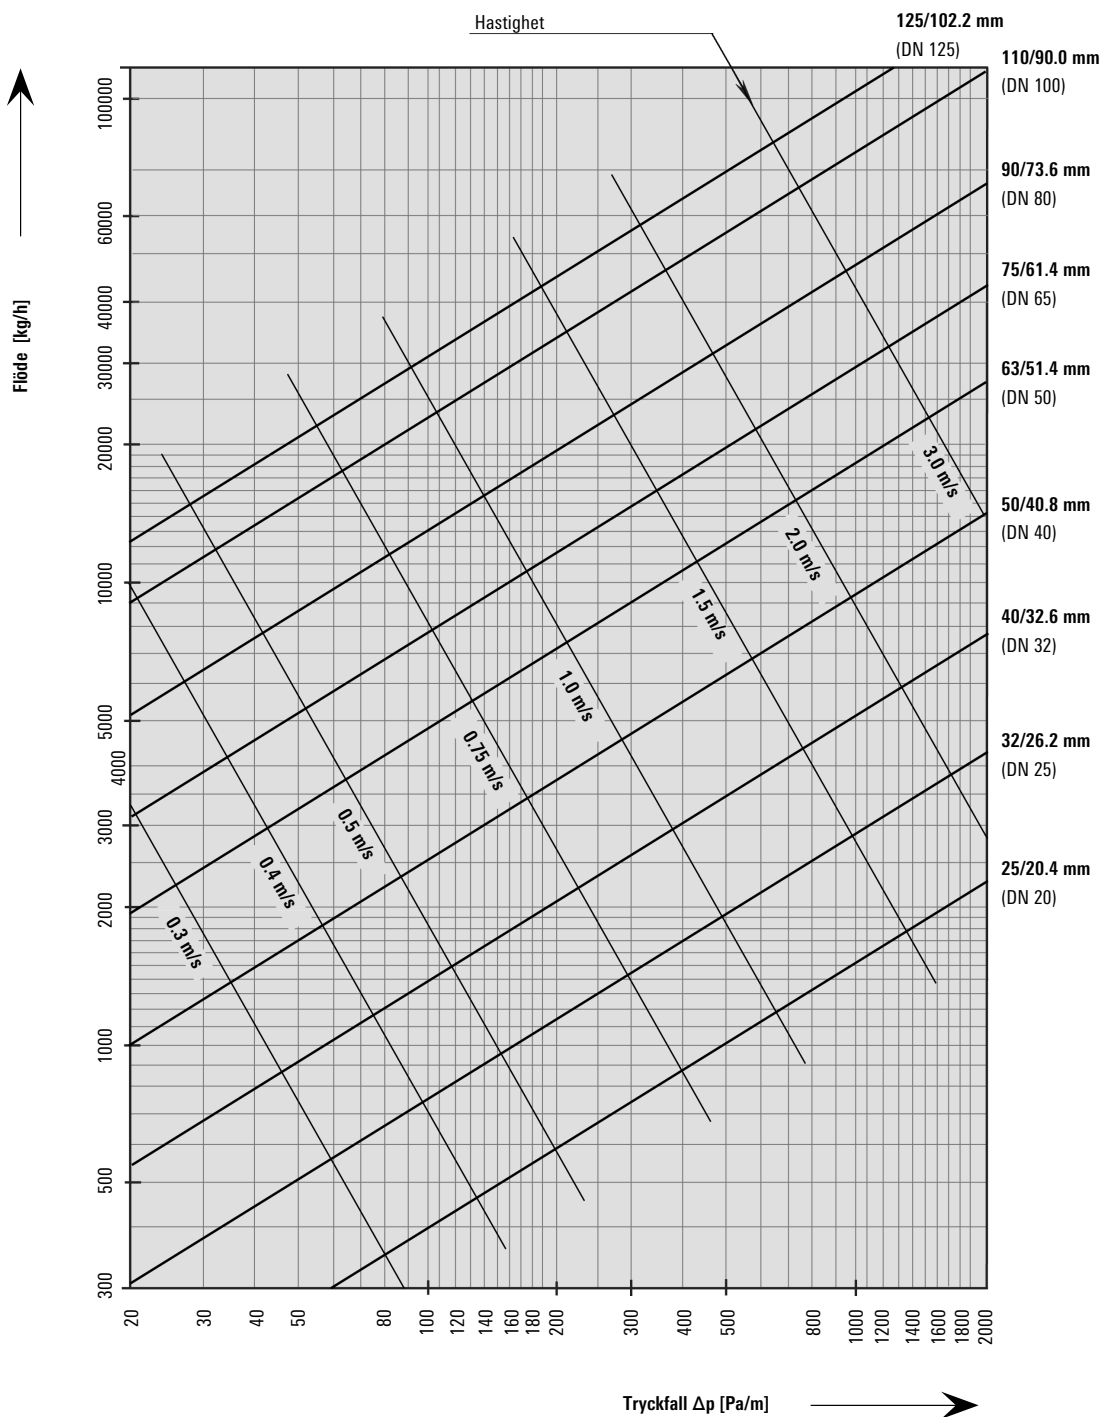 Hastighet
125/102.2 mm
(DN 125)
110/90.0 mm
(DN 100)
90/73.6 mm
(DN 80)
75/61.4 mm
(DN 65)
63/51.4 mm
(DN 50)
50/40.8 mm
(DN 40)
40/32.6 mm
(DN 32)
32/26.2 mm
(DN 25)
25/20.4 mm
(DN 20)
Flöde [kg/h]
100000
60000
40000
30000
20000
10000
5000
4000
3000
2000
1000
500
300
3.0 m/s
2.0 m/s
1.5 m/s
1.0 m/s
0.75 m/s
0.5 m/s
0.4 m/s
0.3 m/s
20 30 40 50 80 100 120 140 160 180 200 300 400 500 800 1000 1200 1400 1600 1800 2000
Tryckfall Δp [Pa/m]